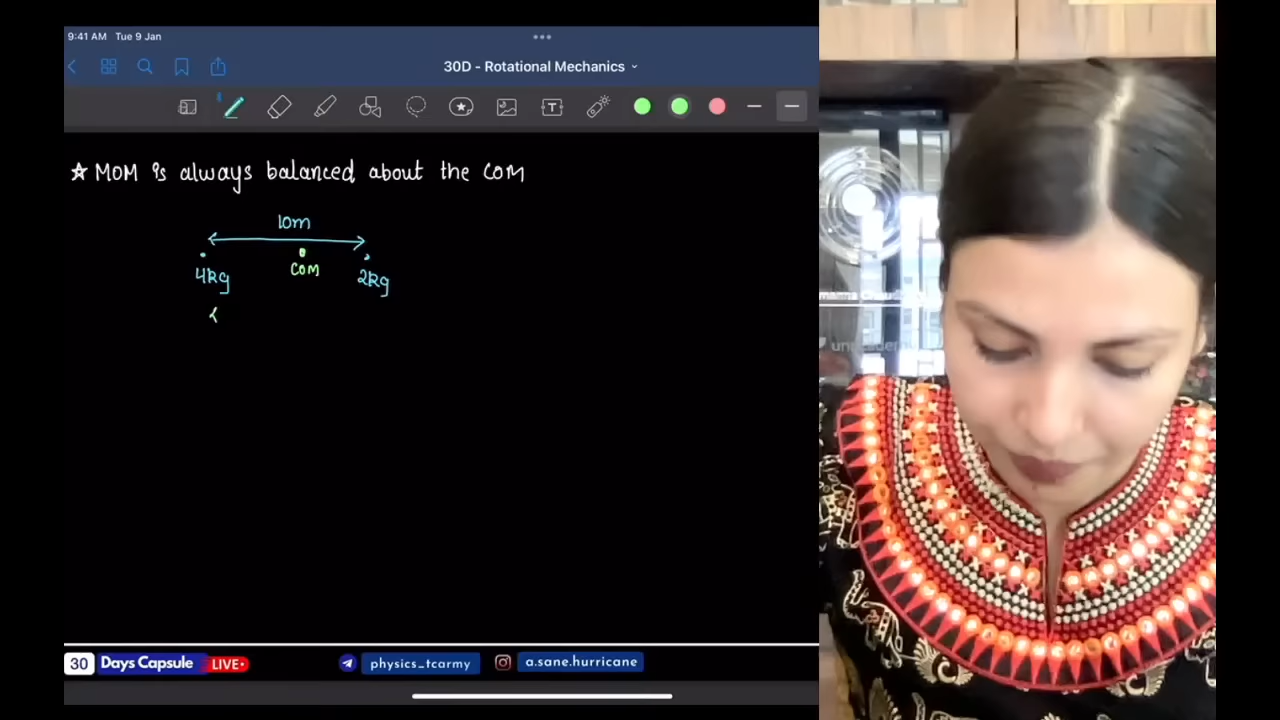 9:41 AM Tue 9 Jan
30D - Rotational Mechanics
☆ MOM is always balanced about the COM
10m
4kg
COM
2kg
30 Days Capsule LIVE
physics_tcarmy
a.sane.hurricane